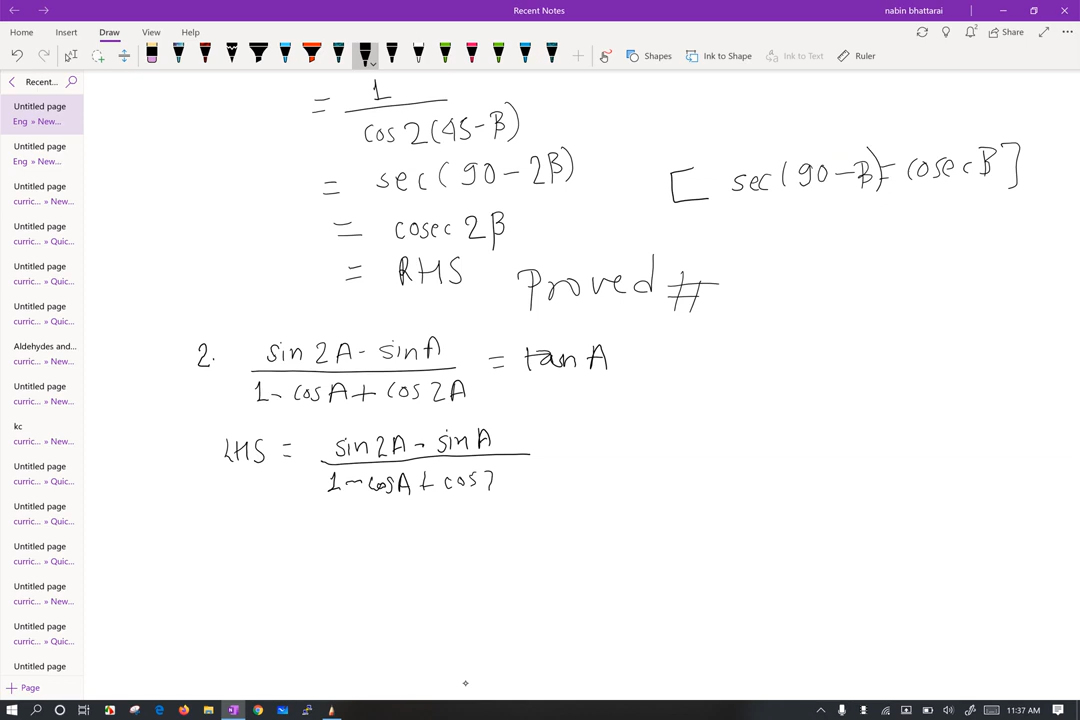 Recent Notes
nabin bhattarai
Home Insert Draw View Help
Share
Shapes Ink to Shape Ink to Text Ruler
Recent...
Untitled page
Eng » New...
Untitled page
Eng » New...
Untitled page
curric... » New...
Untitled page
curric... » Quic...
Untitled page
curric... » Quic...
Untitled page
curric... » Quic...
Aldehydes and...
curric... » New...
Untitled page
curric... » New...
kc
curric... » New...
Untitled page
curric... » Quic...
Untitled page
curric... » Quic...
Untitled page
curric... » Quic...
Untitled page
curric... » New...
Untitled page
curric... » Quic...
Untitled page
+ Page
= 1
cos 2(45-β)
= sec(90-2β) [ sec(90-β)= cosec β ]
= cosec 2β
= RHS Proved #
2. sin 2A - sin A = tan A
1 - cos A + cos 2A
LHS = sin 2A - sin A
1 - cos A + cos 2
11:37 AM